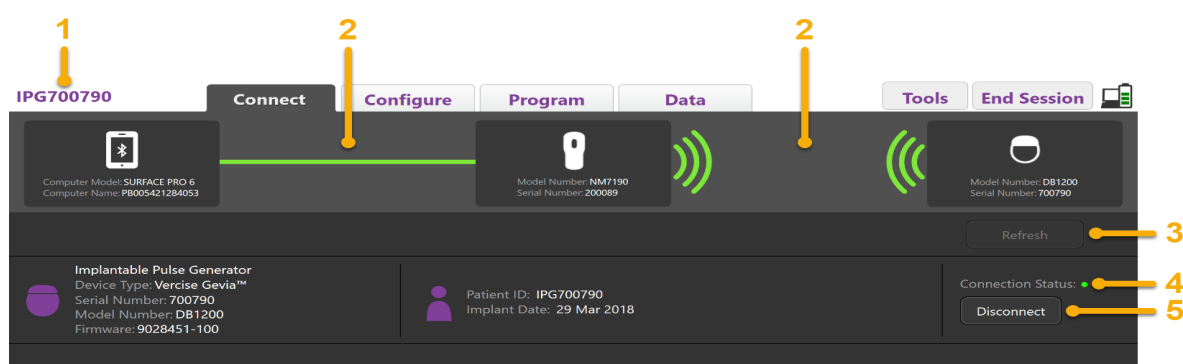 1
2
2
IPG700790
Connect
Configure
Program
Data
Tools
End Session
Computer Model: SURFACE PRO 6
Computer Name: PB005421284053
Model Number: NM7190
Serial Number: 200089
Model Number: DB1200
Serial Number: 700790
Refresh
3
Implantable Pulse Generator
Device Type: Vercise Gevia™
Serial Number: 700790
Model Number: DB1200
Firmware: 9028451-100
Patient ID: IPG700790
Implant Date: 29 Mar 2018
Connection Status:
4
Disconnect
5